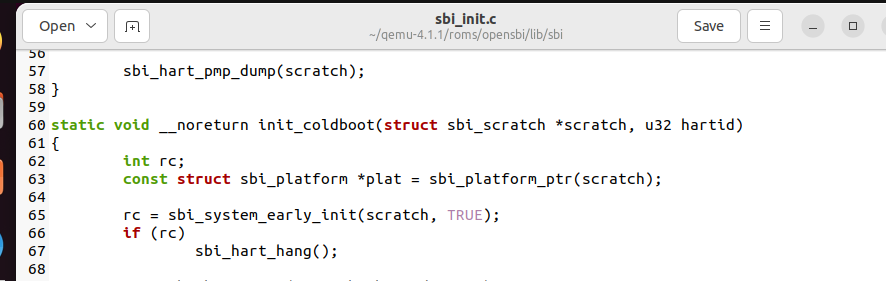 Open
sbi_init.c
~/qemu-4.1.1/roms/opensbi/lib/sbi
Save
56
57 sbi_hart_pmp_dump(scratch);
58 }
59
60 static void __noreturn init_coldboot(struct sbi_scratch *scratch, u32 hartid)
61 {
62 int rc;
63 const struct sbi_platform *plat = sbi_platform_ptr(scratch);
64
65 rc = sbi_system_early_init(scratch, TRUE);
66 if (rc)
67 sbi_hart_hang();
68